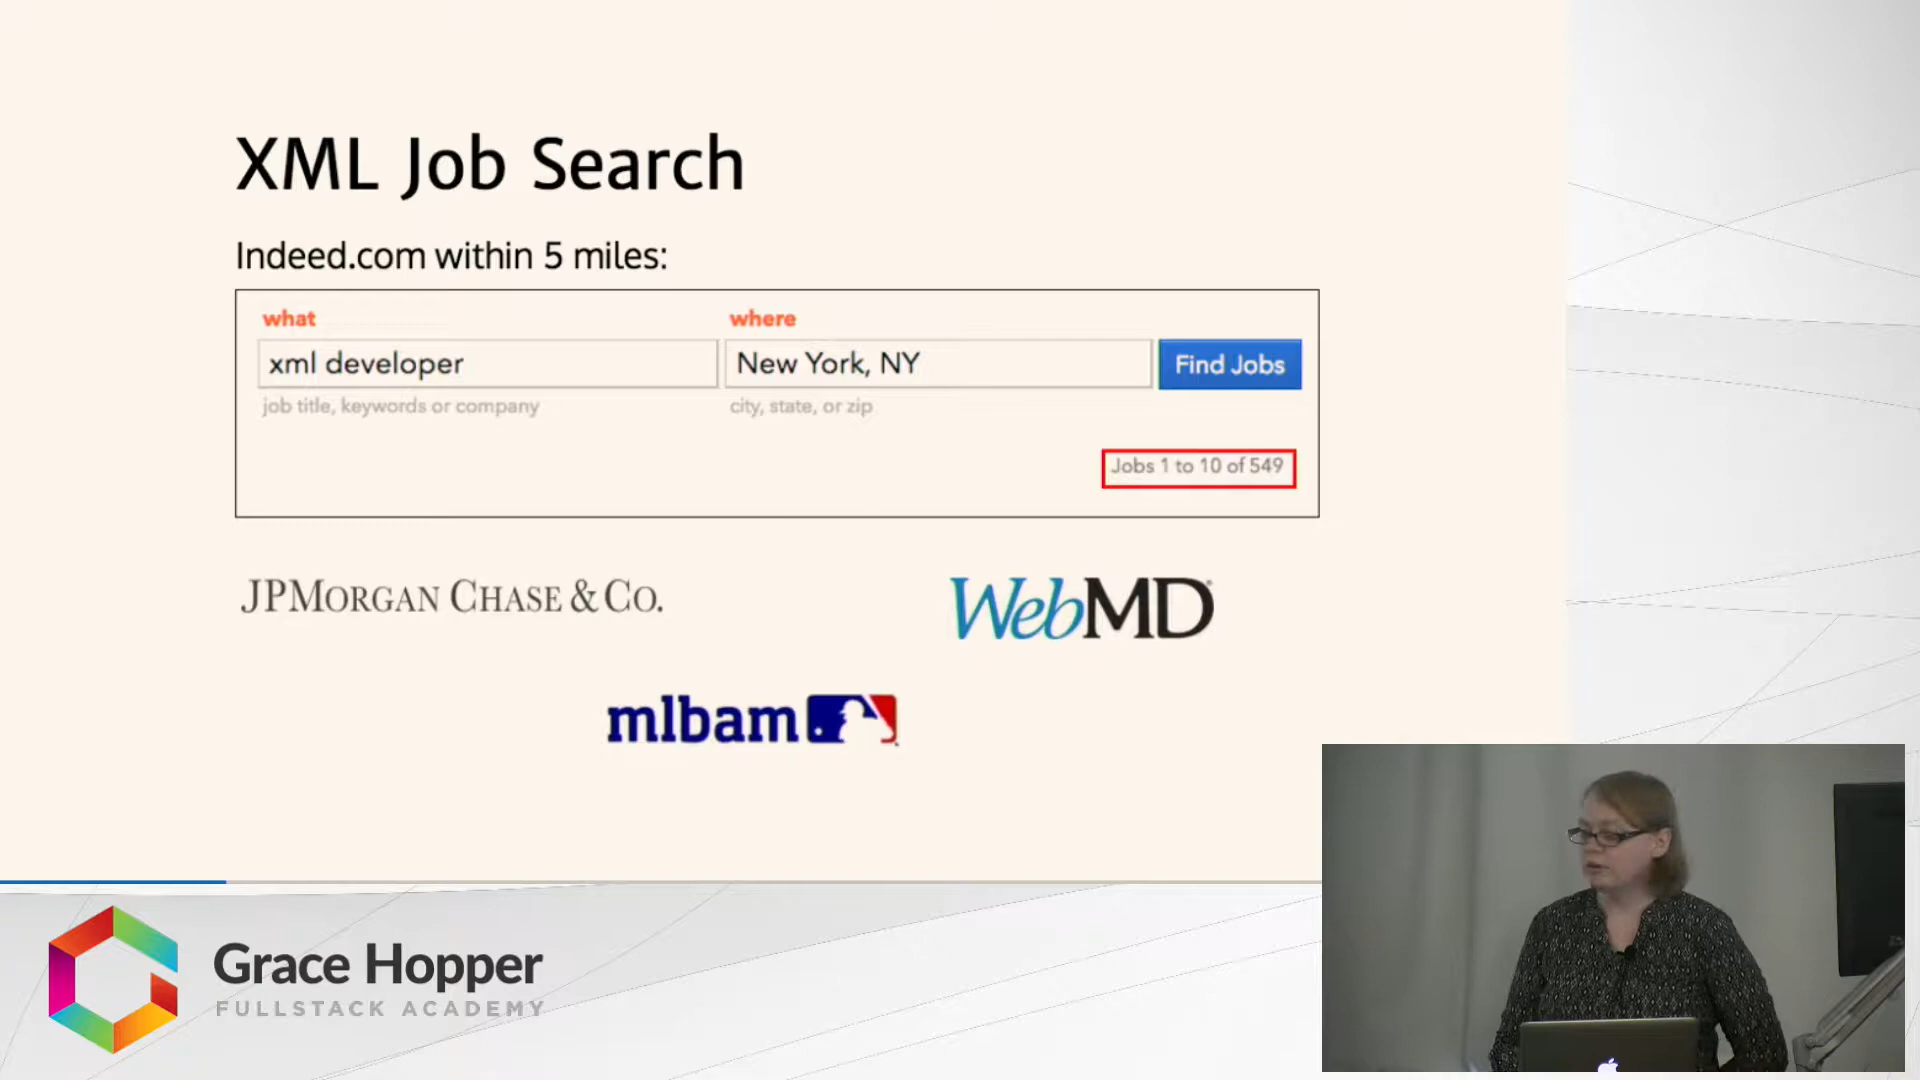 XML Job Search
Indeed.com within 5 miles:
what where
xml developer New York, NY Find Jobs
job title, keywords or company city, state, or zip
Jobs 1 to 10 of 549
JPMORGAN CHASE & CO. WebMD
mlbam
Grace Hopper
FULLSTACK ACADEMY